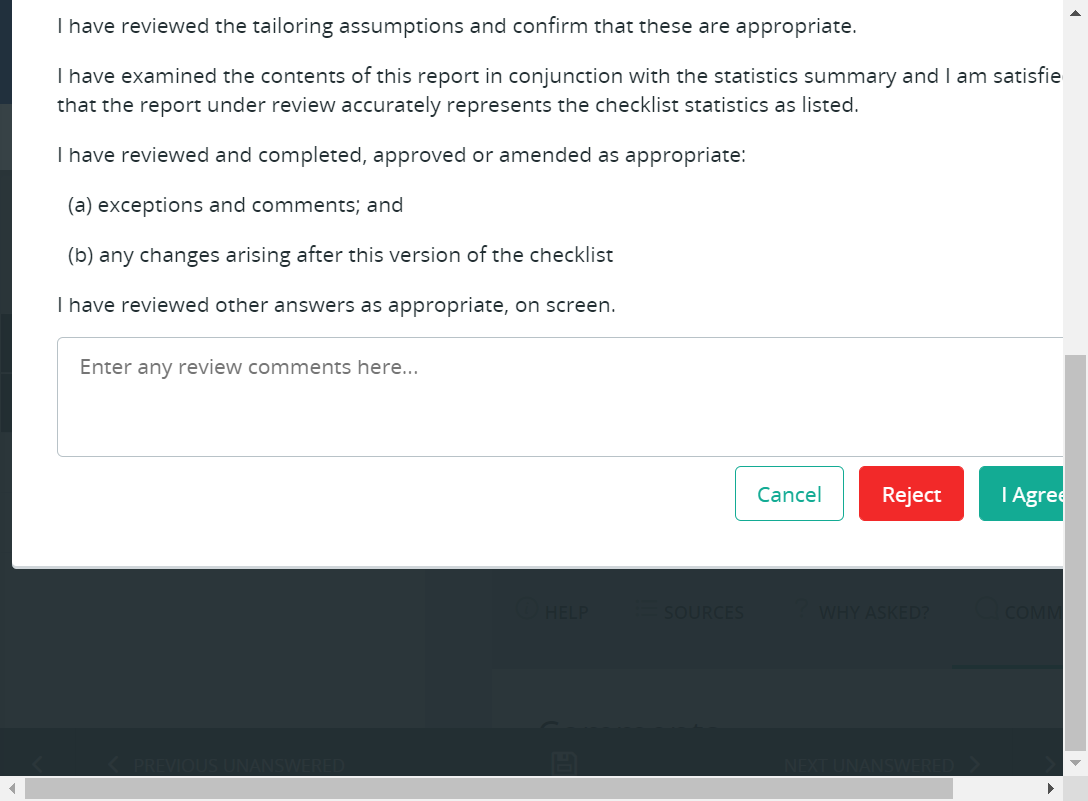 I have reviewed the tailoring assumptions and confirm that these are appropriate.
I have examined the contents of this report in conjunction with the statistics summary and I am satisfie
that the report under review accurately represents the checklist statistics as listed.
I have reviewed and completed, approved or amended as appropriate:
(a) exceptions and comments; and
(b) any changes arising after this version of the checklist
I have reviewed other answers as appropriate, on screen.
Enter any review comments here...
Cancel Reject I Agree
HELP SOURCES WHY ASKED? COMM
Comments
PREVIOUS UNANSWERED NEXT UNANSWERED